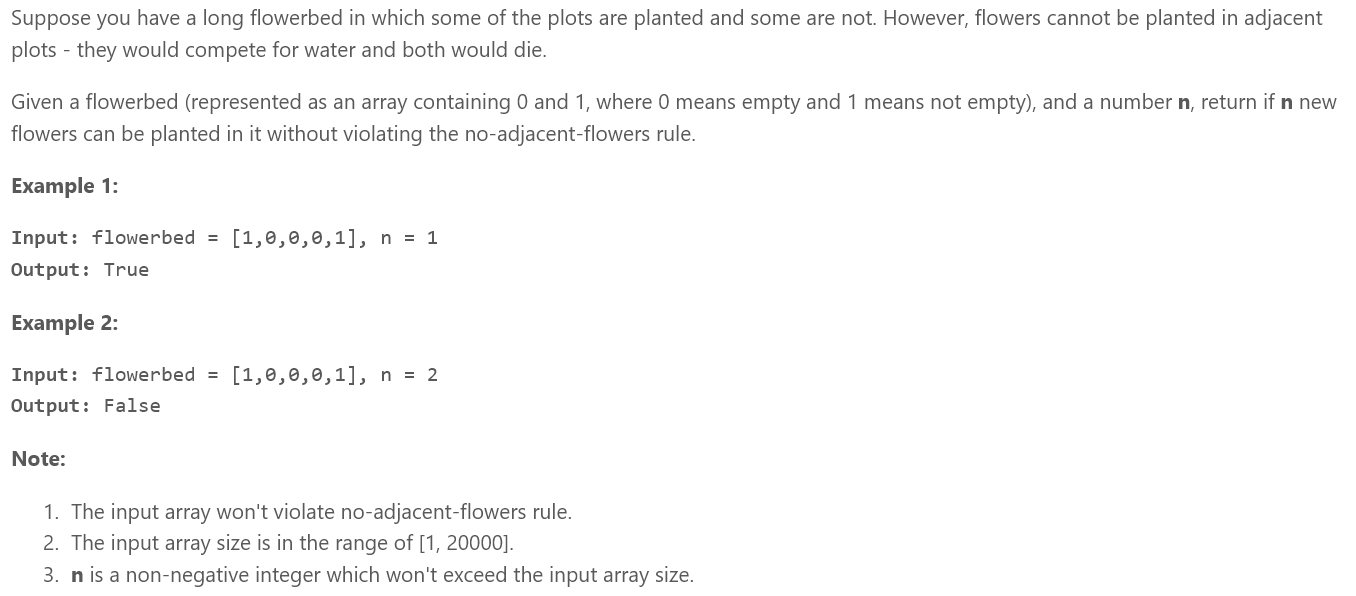 Suppose you have a long flowerbed in which some of the plots are planted and some are not. However, flowers cannot be planted in adjacent
plots - they would compete for water and both would die.
Given a flowerbed (represented as an array containing 0 and 1, where 0 means empty and 1 means not empty), and a number n, return if n new
flowers can be planted in it without violating the no-adjacent-flowers rule.
Example 1:
Input: flowerbed = [1,0,0,0,1], n = 1
Output: True
Example 2:
Input: flowerbed = [1,0,0,0,1], n = 2
Output: False
Note:
1. The input array won't violate no-adjacent-flowers rule.
2. The input array size is in the range of [1, 20000].
3. n is a non-negative integer which won't exceed the input array size.